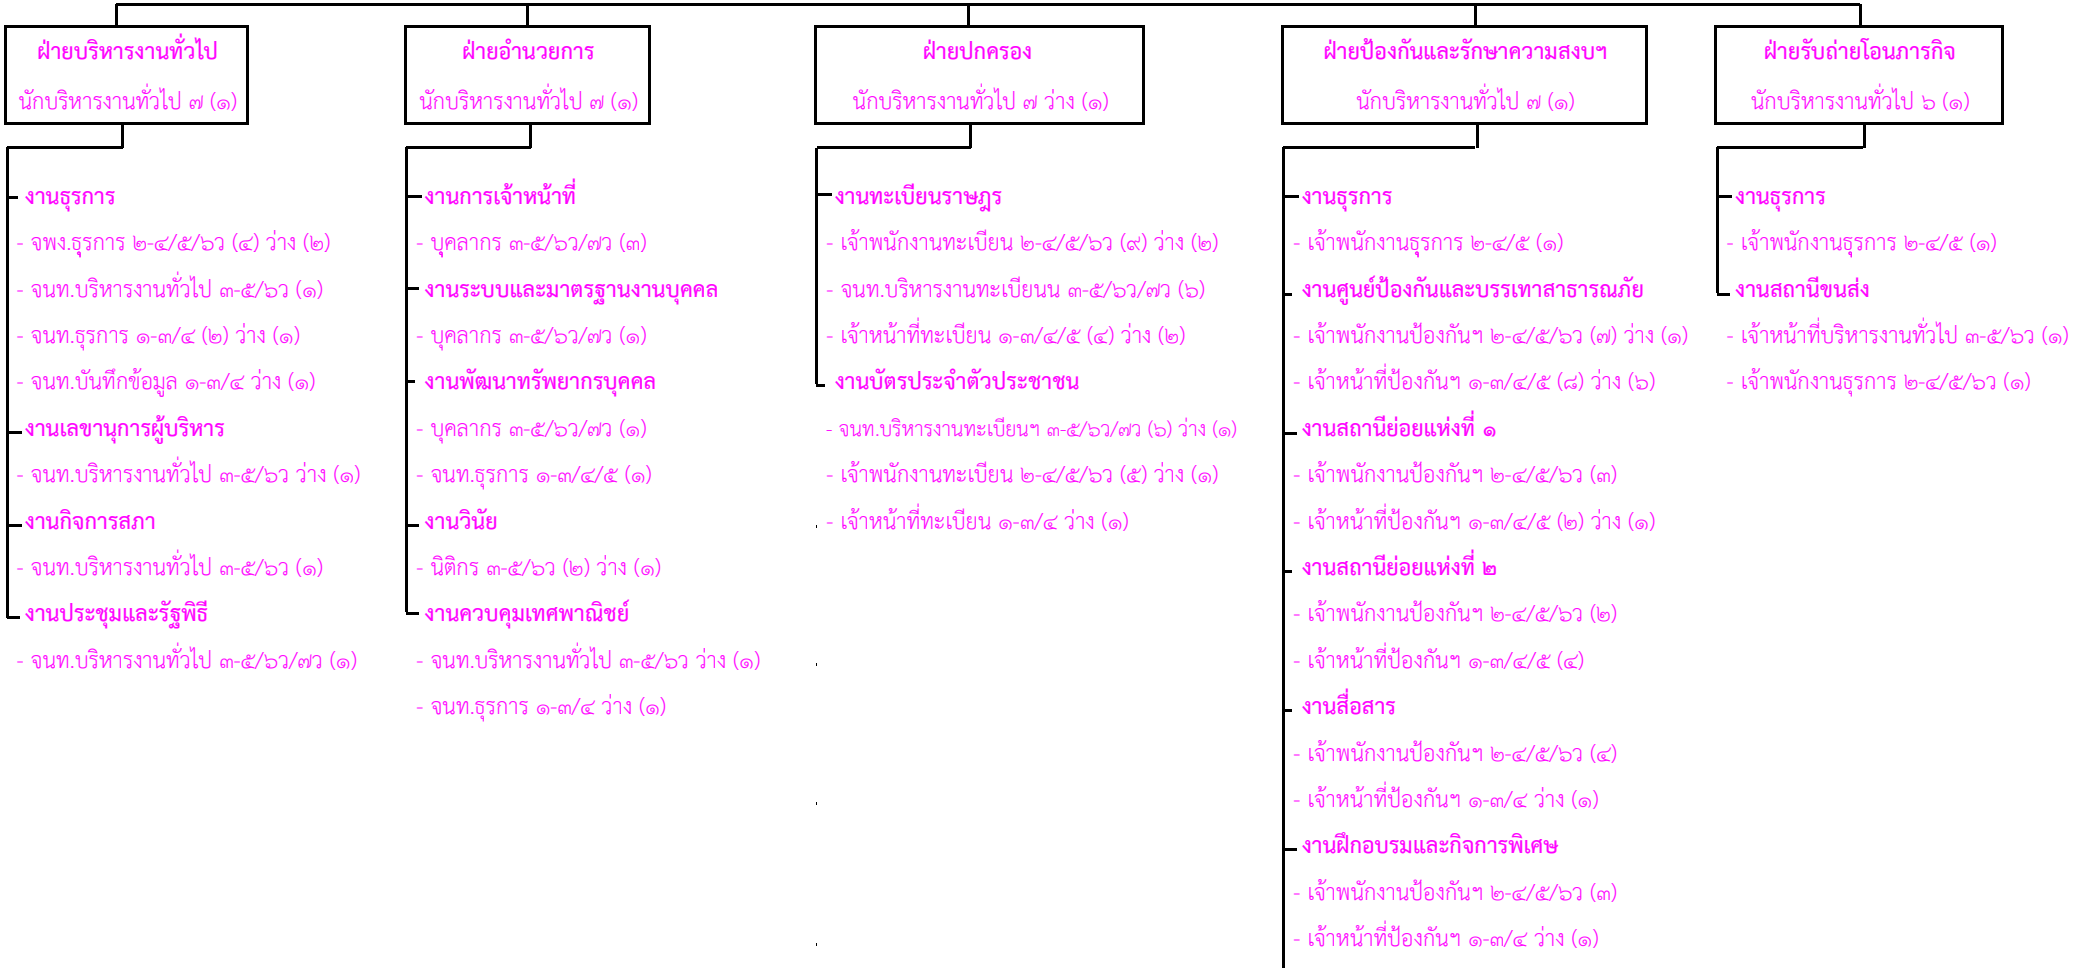 ฝ่ายบริหารงานทั่วไป
นักบริหารงานทั่วไป ๗ (๑)
งานธุรการ
- จพง.ธุรการ ๒-๔/๕/๖ว (๔) ว่าง (๒)
- จนท.บริหารงานทั่วไป ๓-๕/๖ว (๑)
- จนท.ธุรการ ๑-๓/๔ (๒) ว่าง (๑)
- จนท.บันทึกข้อมูล ๑-๓/๔ ว่าง (๑)
งานเลขานุการผู้บริหาร
- จนท.บริหารงานทั่วไป ๓-๕/๖ว ว่าง (๑)
งานกิจการสภา
- จนท.บริหารงานทั่วไป ๓-๕/๖ว (๑)
งานประชุมและรัฐพิธี
- จนท.บริหารงานทั่วไป ๓-๕/๖ว/๗ว (๑)
ฝ่ายอำนวยการ
นักบริหารงานทั่วไป ๗ (๑)
งานการเจ้าหน้าที่
- บุคลากร ๓-๕/๖ว/๗ว (๓)
งานระบบและมาตรฐานงานบุคคล
- บุคลากร ๓-๕/๖ว/๗ว (๑)
งานพัฒนาทรัพยากรบุคคล
- บุคลากร ๓-๕/๖ว/๗ว (๑)
- จนท.ธุรการ ๑-๓/๔/๕ (๑)
งานวินัย
- นิติกร ๓-๕/๖ว (๒) ว่าง (๑)
งานควบคุมเทศพาณิชย์
- จนท.บริหารงานทั่วไป ๓-๕/๖ว ว่าง (๑)
- จนท.ธุรการ ๑-๓/๔ ว่าง (๑)
ฝ่ายปกครอง
นักบริหารงานทั่วไป ๗ ว่าง (๑)
งานทะเบียนราษฎร
- เจ้าพนักงานทะเบียน ๒-๔/๕/๖ว (๙) ว่าง (๒)
- จนท.บริหารงานทะเบียนน ๓-๕/๖ว/๗ว (๖)
- เจ้าหน้าที่ทะเบียน ๑-๓/๔/๕ (๔) ว่าง (๒)
งานบัตรประจำตัวประชาชน
- จนท.บริหารงานทะเบียนฯ ๓-๕/๖ว/๗ว (๖) ว่าง (๑)
- เจ้าพนักงานทะเบียน ๒-๔/๕/๖ว (๕) ว่าง (๑)
- เจ้าหน้าที่ทะเบียน ๑-๓/๔ ว่าง (๑)
ฝ่ายป้องกันและรักษาความสงบฯ
นักบริหารงานทั่วไป ๗ (๑)
งานธุรการ
- เจ้าพนักงานธุรการ ๒-๔/๕ (๑)
งานศูนย์ป้องกันและบรรเทาสาธารณภัย
- เจ้าพนักงานป้องกันฯ ๒-๔/๕/๖ว (๗) ว่าง (๑)
- เจ้าหน้าที่ป้องกันฯ ๑-๓/๔/๕ (๘) ว่าง (๖)
งานสถานีย่อยแห่งที่ ๑
- เจ้าพนักงานป้องกันฯ ๒-๔/๕/๖ว (๓)
- เจ้าหน้าที่ป้องกันฯ ๑-๓/๔/๕ (๒) ว่าง (๑)
งานสถานีย่อยแห่งที่ ๒
- เจ้าพนักงานป้องกันฯ ๒-๔/๕/๖ว (๒)
- เจ้าหน้าที่ป้องกันฯ ๑-๓/๔/๕ (๔)
งานสื่อสาร
- เจ้าพนักงานป้องกันฯ ๒-๔/๕/๖ว (๔)
- เจ้าหน้าที่ป้องกันฯ ๑-๓/๔ ว่าง (๑)
งานฝึกอบรมและกิจการพิเศษ
- เจ้าพนักงานป้องกันฯ ๒-๔/๕/๖ว (๓)
- เจ้าหน้าที่ป้องกันฯ ๑-๓/๔ ว่าง (๑)
ฝ่ายรับถ่ายโอนภารกิจ
นักบริหารงานทั่วไป ๖ (๑)
งานธุรการ
- เจ้าพนักงานธุรการ ๒-๔/๕ (๑)
งานสถานีขนส่ง
- เจ้าหน้าที่บริหารงานทั่วไป ๓-๕/๖ว (๑)
- เจ้าพนักงานธุรการ ๒-๔/๕/๖ว (๑)